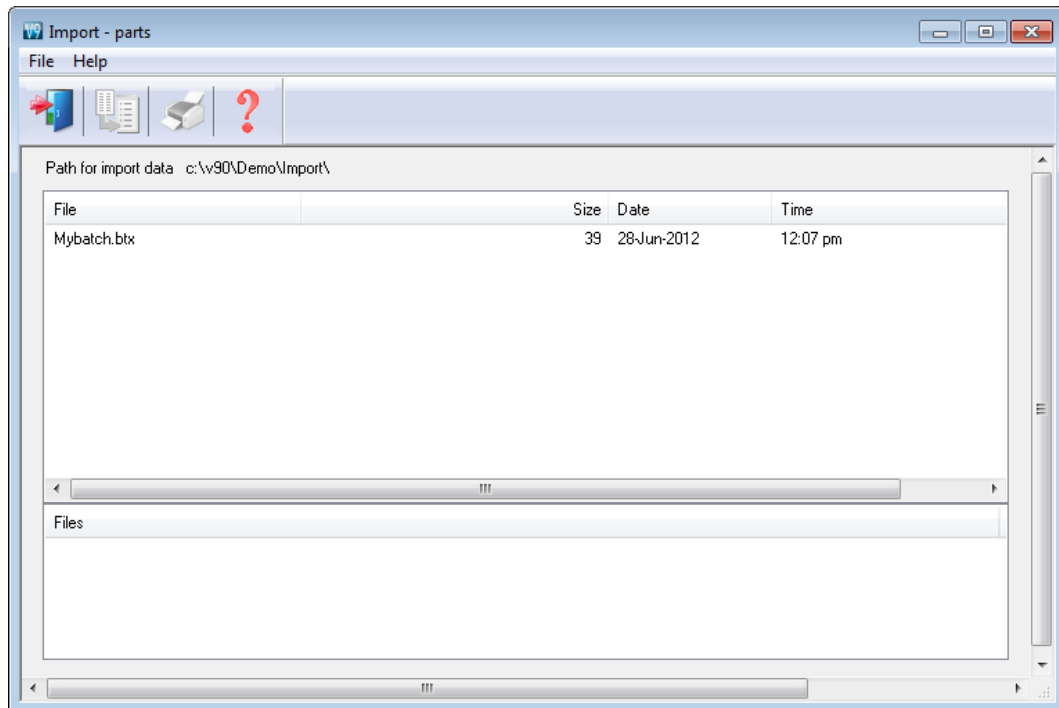 V9 Import - parts
File Help
?
Path for import data c:\v90\Demo\Import\
File Size Date Time
Mybatch.btx 39 28-Jun-2012 12:07 pm
Files